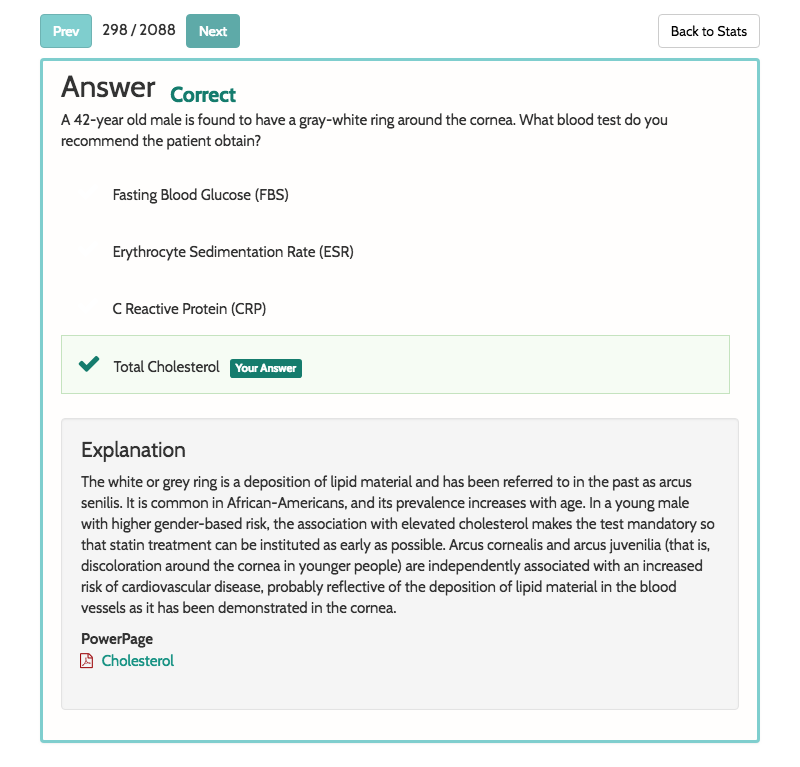 Prev 298 / 2088 Next Back to Stats
Answer Correct
A 42-year old male is found to have a gray-white ring around the cornea. What blood test do you
recommend the patient obtain?
Fasting Blood Glucose (FBS)
Erythrocyte Sedimentation Rate (ESR)
C Reactive Protein (CRP)
Total Cholesterol Your Answer
Explanation
The white or grey ring is a deposition of lipid material and has been referred to in the past as arcus
senilis. It is common in African-Americans, and its prevalence increases with age. In a young male
with higher gender-based risk, the association with elevated cholesterol makes the test mandatory so
that statin treatment can be instituted as early as possible. Arcus cornealis and arcus juvenilia (that is,
discoloration around the cornea in younger people) are independently associated with an increased
risk of cardiovascular disease, probably reflective of the deposition of lipid material in the blood
vessels as it has been demonstrated in the cornea.
PowerPage
Cholesterol